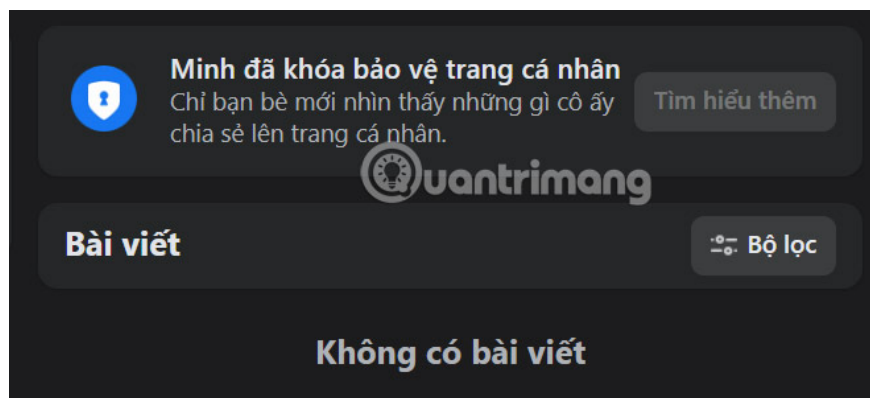 Minh đã khóa bảo vệ trang cá nhân
Chỉ bạn bè mới nhìn thấy những gì cô ấy
chia sẻ lên trang cá nhân.
Tìm hiểu thêm
Quantrimang
Bài viết
Bộ lọc
Không có bài viết